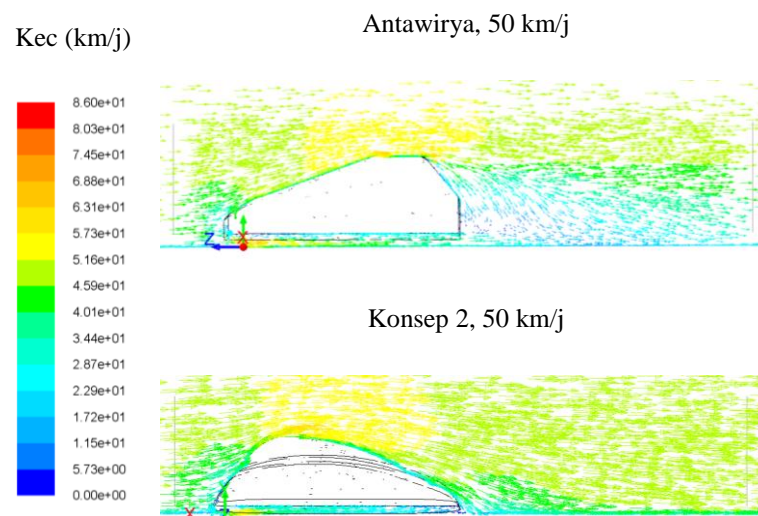 Kec (km/j)
Antawirya, 50 km/j
8.60e+01
8.03e+01
7.45e+01
6.88e+01
6.31e+01
5.73e+01
5.16e+01
4.59e+01
4.01e+01
3.44e+01
2.87e+01
2.29e+01
1.72e+01
1.15e+01
5.73e+00
0.00e+00
Z
X
Konsep 2, 50 km/j
X